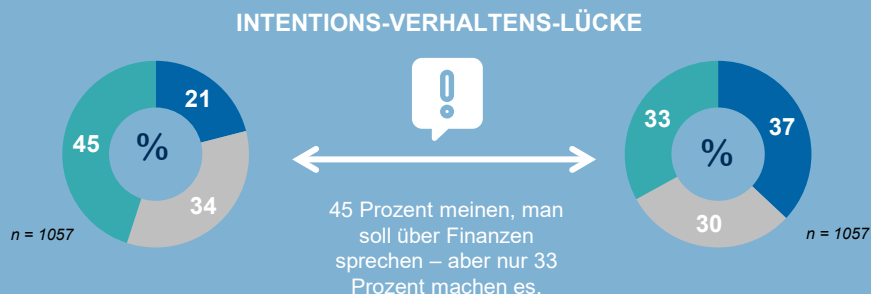 INTENTIONS-VERHALTENS-LÜCKE
21
45
%
34
n = 1057
45 Prozent meinen, man
soll über Finanzen
sprechen – aber nur 33
Prozent machen es.
33
37
%
30
n = 1057